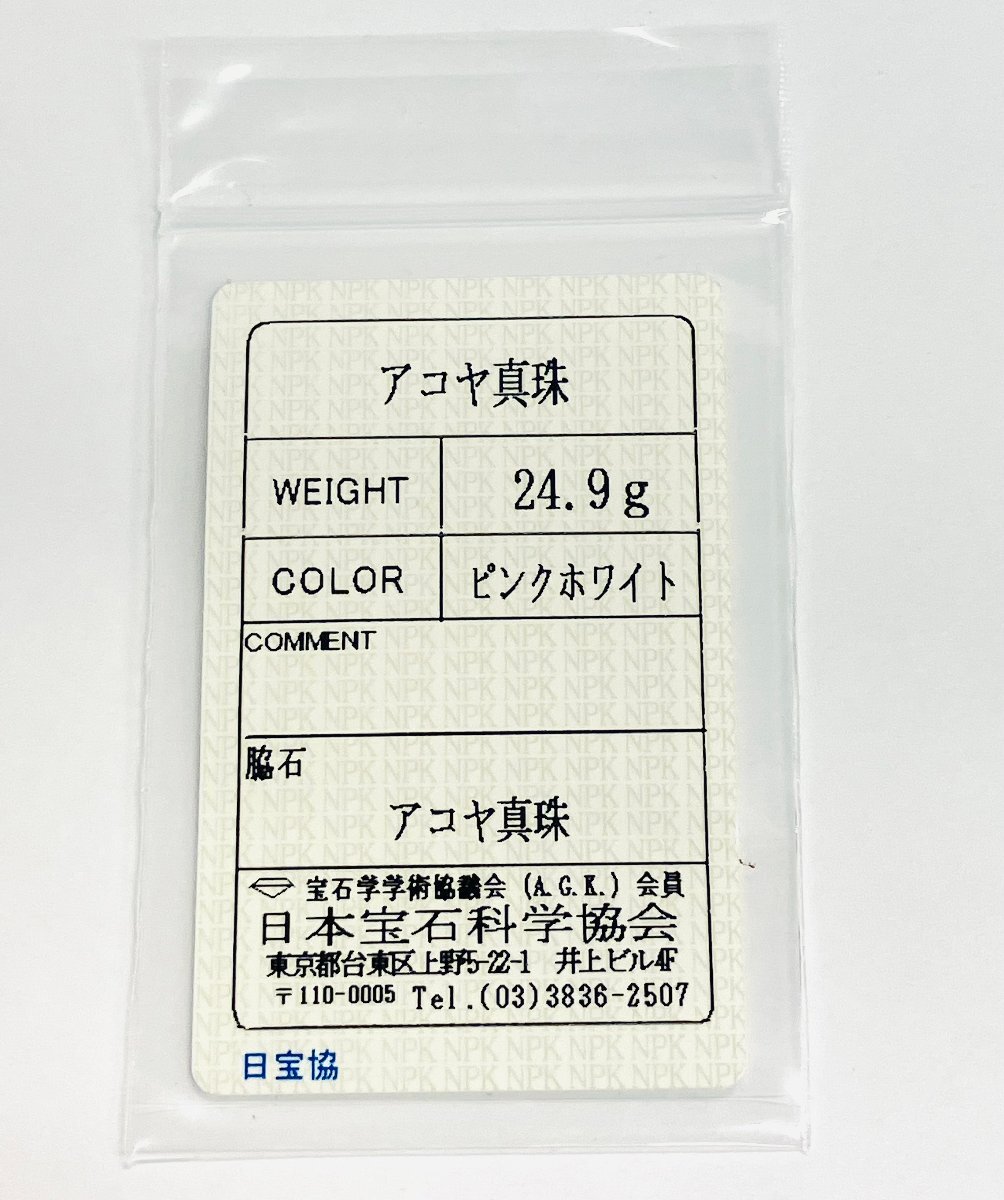 アコヤ真珠
WEIGHT 24.9g
COLOR ピンクホワイト
COMMENT
脇石
アコヤ真珠
宝石学学術協議会 (A.G.K.) 会員
日本宝石科学協会
東京都台東区上野5-22-1 井上ビル4F
〒110-0005 Tel.(03)3836-2507
日宝協